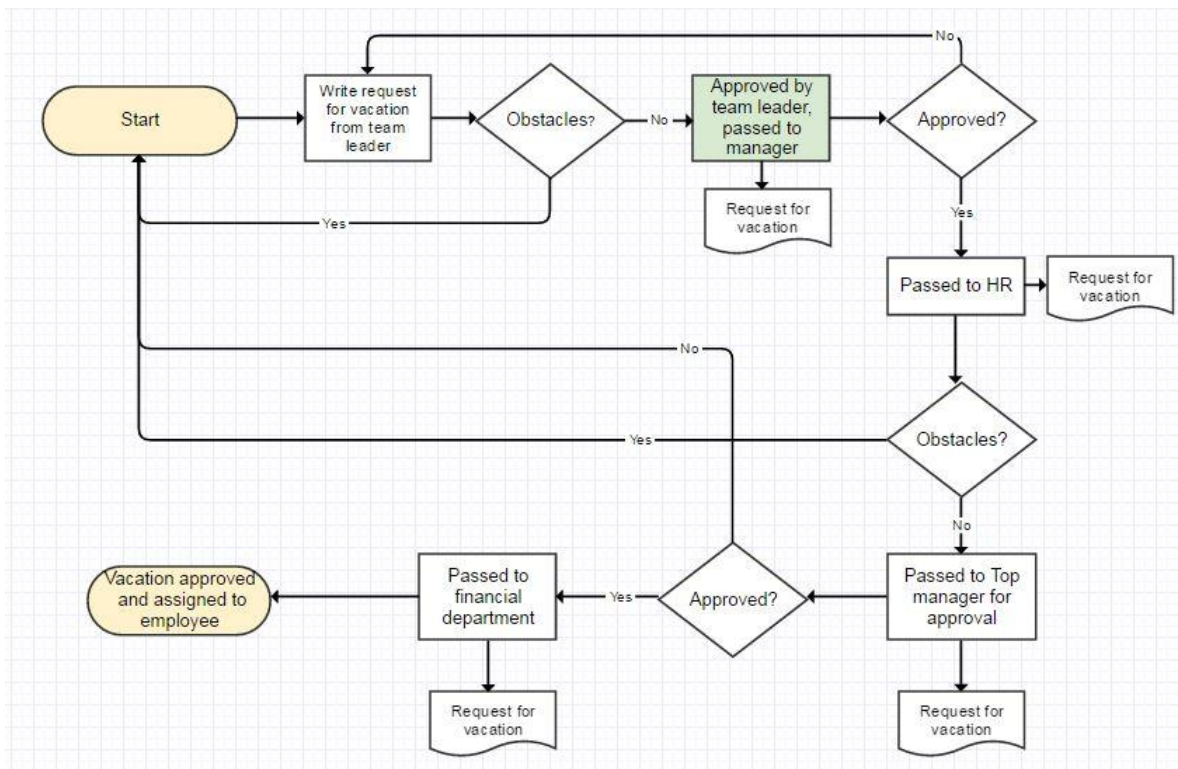 No
Start
Write request
for vacation
from team
leader
Obstacles?
No
Approved by
team leader,
passed to
manager
Approved?
Request for
vacation
Yes
Yes
Passed to HR
Request for
vacation
No
Obstacles?
Yes
No
Vacation approved
and assigned to
employee
Passed to
financial
department
Yes
Approved?
Passed to Top
manager for
approval
Request for
vacation
Request for
vacation